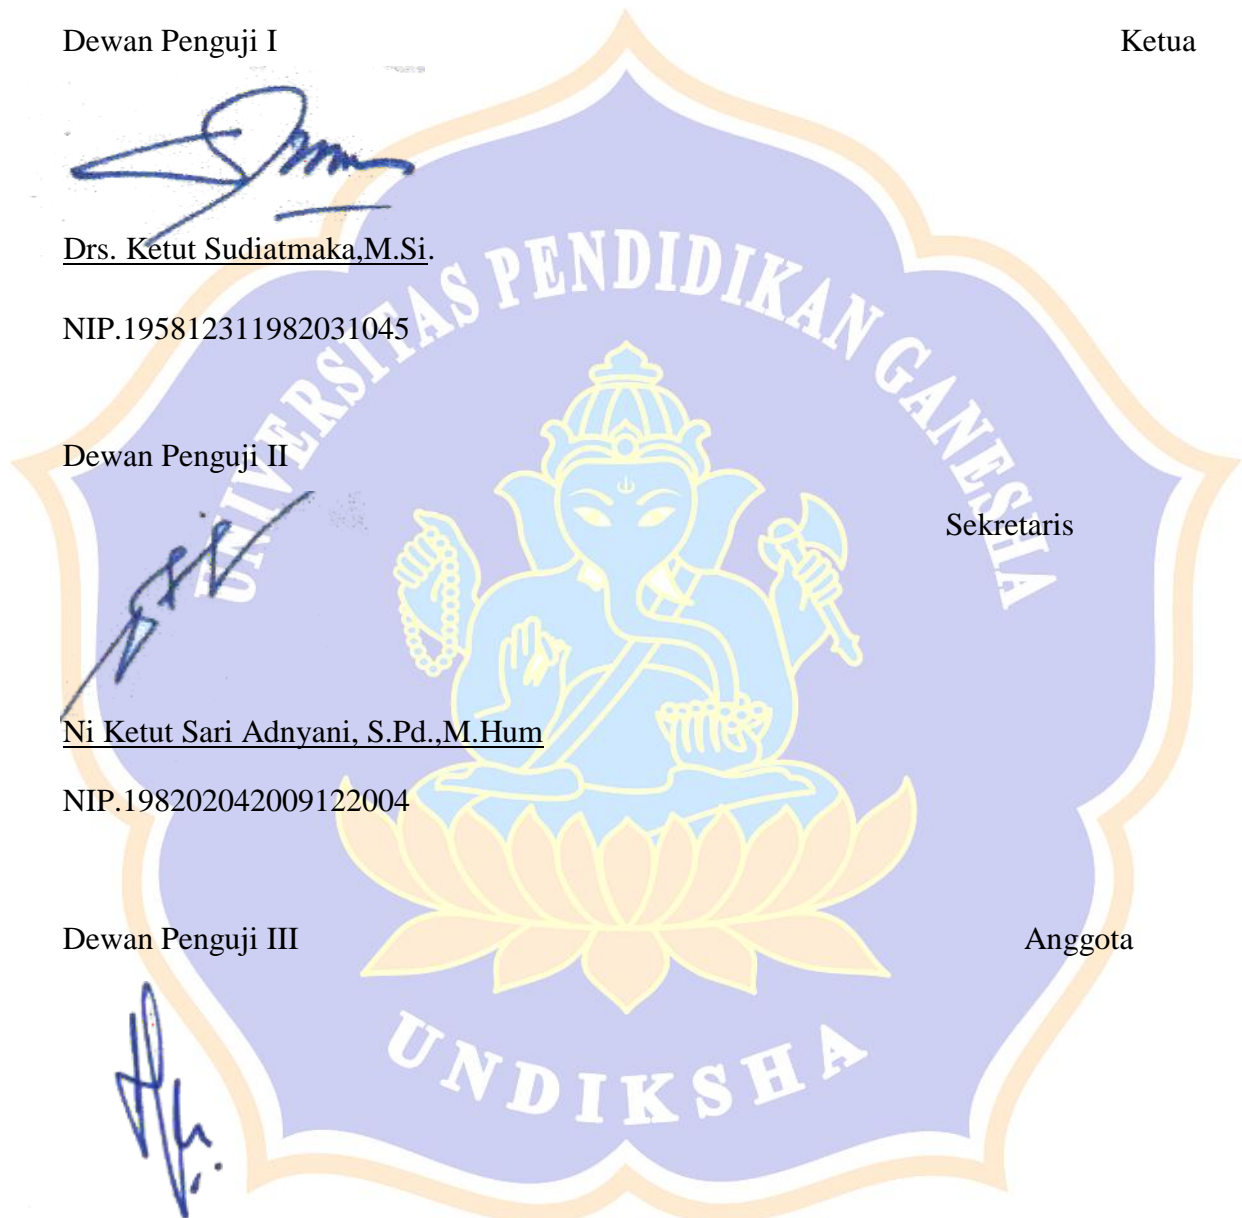 Dewan Penguji I Ketua
Drs. Ketut Sudiatmaka,M.Si.
NIP.195812311982031045
Dewan Penguji II
Sekretaris
Ni Ketut Sari Adnyani, S.Pd.,M.Hum
NIP.198202042009122004
Dewan Penguji III Anggota
UNIVERSITAS PENDIDIKAN GANESHA
UNDIKSHA